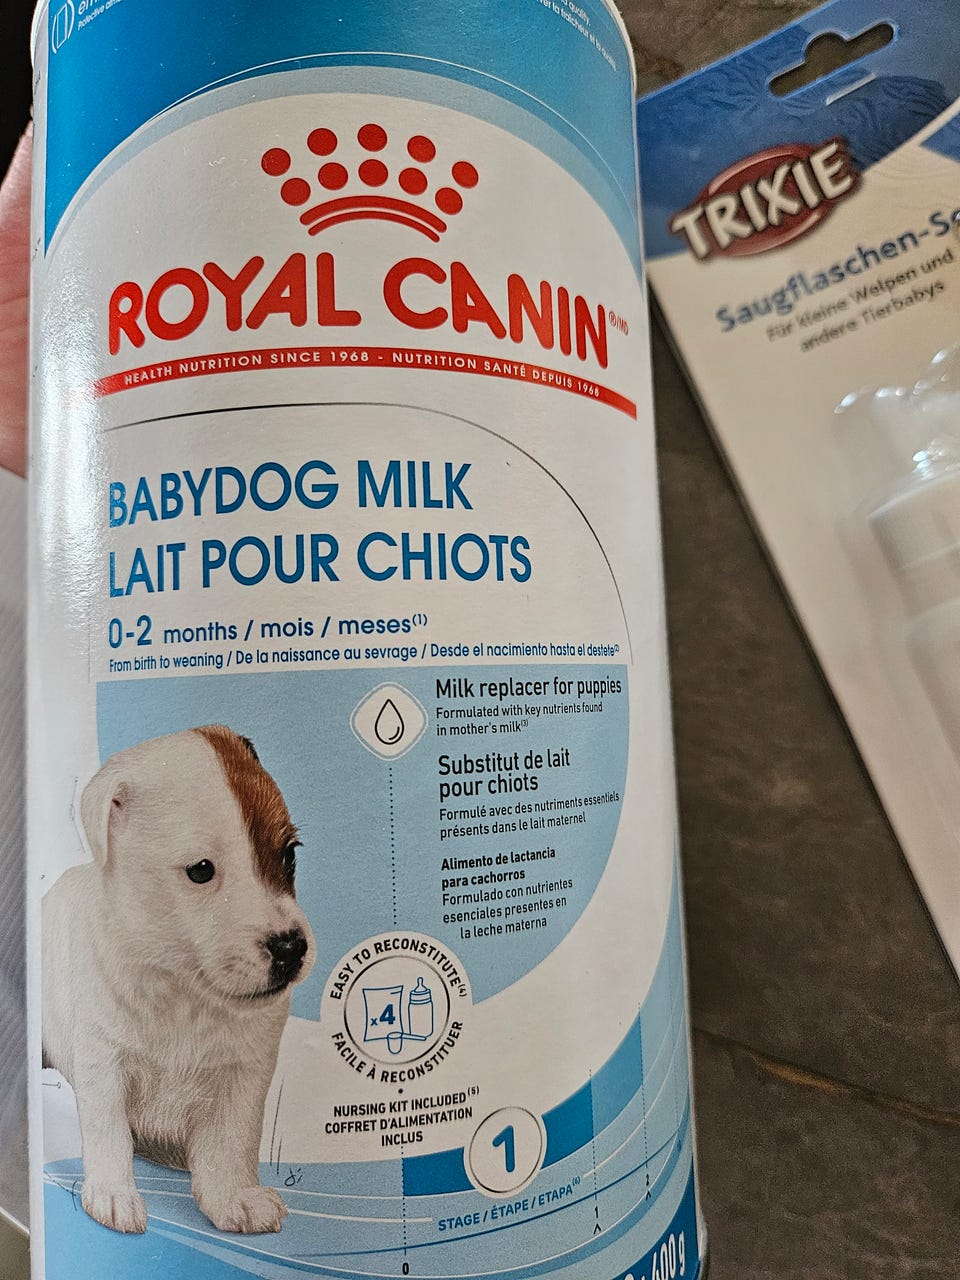 ROYAL CANIN®/MD
HEALTH NUTRITION SINCE 1968 - NUTRITION SANTÉ DEPUIS 1968
BABYDOG MILK
LAIT POUR CHIOTS
0-2 months / mois / meses(1)
From birth to weaning / De la naissance au sevrage / Desde el nacimiento hasta el destete(2)
Milk replacer for puppies
Formulated with key nutrients found
in mother's milk(3)
Substitut de lait
pour chiots
Formulé avec des nutriments essentiels
présents dans le lait maternel
Alimento de lactancia
para cachorros
Formulado con nutrientes
esenciales presentes en
la leche materna
EASY TO RECONSTITUTE(4)
x4
FACILE À RECONSTITUER
NURSING KIT INCLUDED(5)
COFFRET D'ALIMENTATION
INCLUS
1
STAGE / ÉTAPE / ETAPA(6)
0
1
2
400 g
TRIXIE
Saugflaschen-S
Für kleine Welpen und
andere Tierbabys